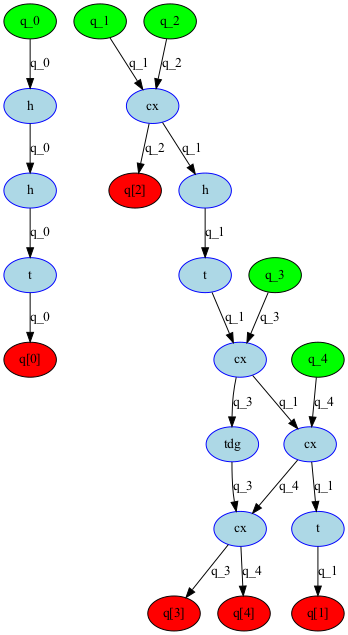 q_0 q_1 q_2
q_0 q_1 q_2
h cx
q_0 q_2 q_1
h q[2] h
q_0 q_1
t t q_3
q_0 q_1 q_3
q[0] cx q_4
q_3 q_1 q_4
tdg cx
q_3 q_4 q_1
cx t
q_3 q_4 q_1
q[3] q[4] q[1]